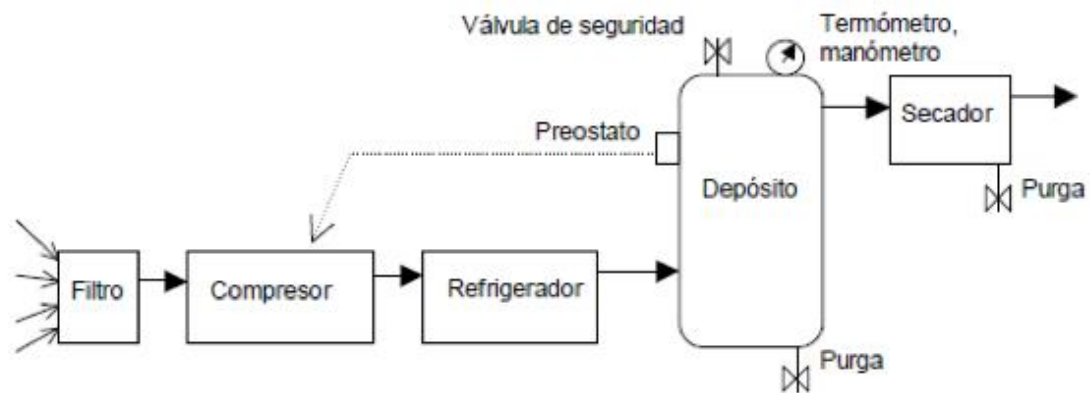 Válvula de seguridad
Termómetro,
manómetro
Secador
Preostato
Purga
Depósito
Filtro
Compresor
Refrigerador
Purga